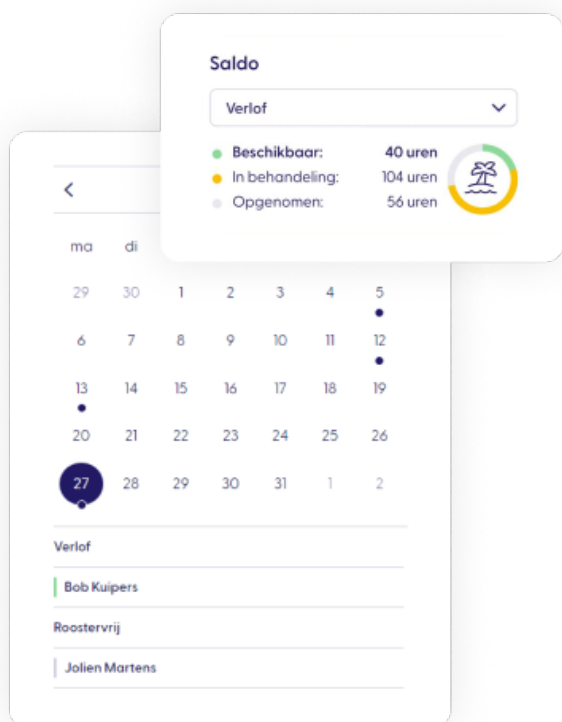 Saldo
Verlof
Beschikbaar: 40 uren
In behandeling: 104 uren
Opgenomen: 56 uren
ma di
29 30 1 2 3 4 5
6 7 8 9 10 11 12
13 14 15 16 17 18 19
20 21 22 23 24 25 26
27 28 29 30 31 1 2
Verlof
Bob Kuipers
Roostervrij
Jolien Martens